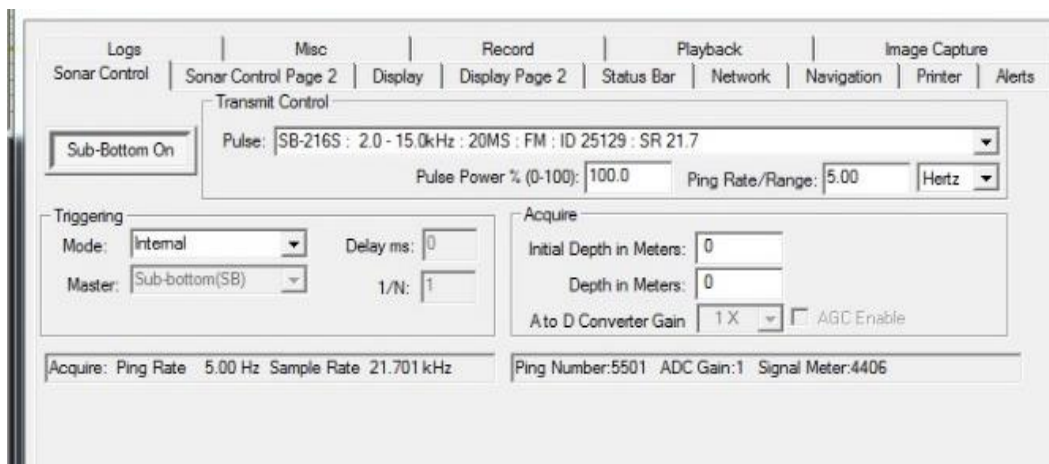 Logs Misc Record Playback Image Capture
Sonar Control Sonar Control Page 2 Display Display Page 2 Status Bar Network Navigation Printer Alerts
Transmit Control
Sub-Bottom On Pulse: SB-216S : 2.0 - 15.0kHz : 20MS : FM : ID 25129 : SR 21.7
Pulse Power % (0-100): 100.0 Ping Rate/Range: 5.00 Hertz
Triggering Acquire
Mode: Internal Delay ms: 0 Initial Depth in Meters: 0
Master: Sub-bottom(SB) 1/N: 1 Depth in Meters: 0
A to D Converter Gain 1 X AGC Enable
Acquire: Ping Rate 5.00 Hz Sample Rate 21.701 kHz Ping Number:5501 ADC Gain:1 Signal Meter:4406